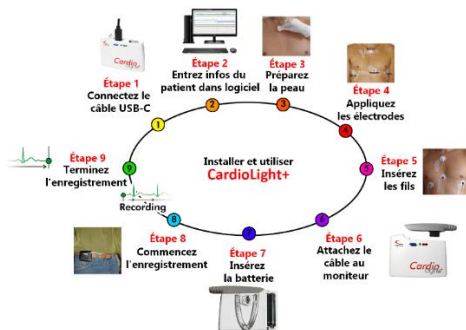 Étape 1
Connectez le
câble USB-C
Étape 2
Entrez infos du
patient dans logiciel
Étape 3
Préparez
la peau
Étape 4
Appliquez
les électrodes
Étape 5
Insérez
les fils
Étape 6
Attachez le
câble au
moniteur
Étape 7
Insérez
la batterie
Étape 8
Commencez
l'enregistrement
Étape 9
Terminez
l'enregistrement
Installer et utiliser
CardioLight+
Recording
1
2
3
4
5
6
7
8
9
Cardio
Cardio